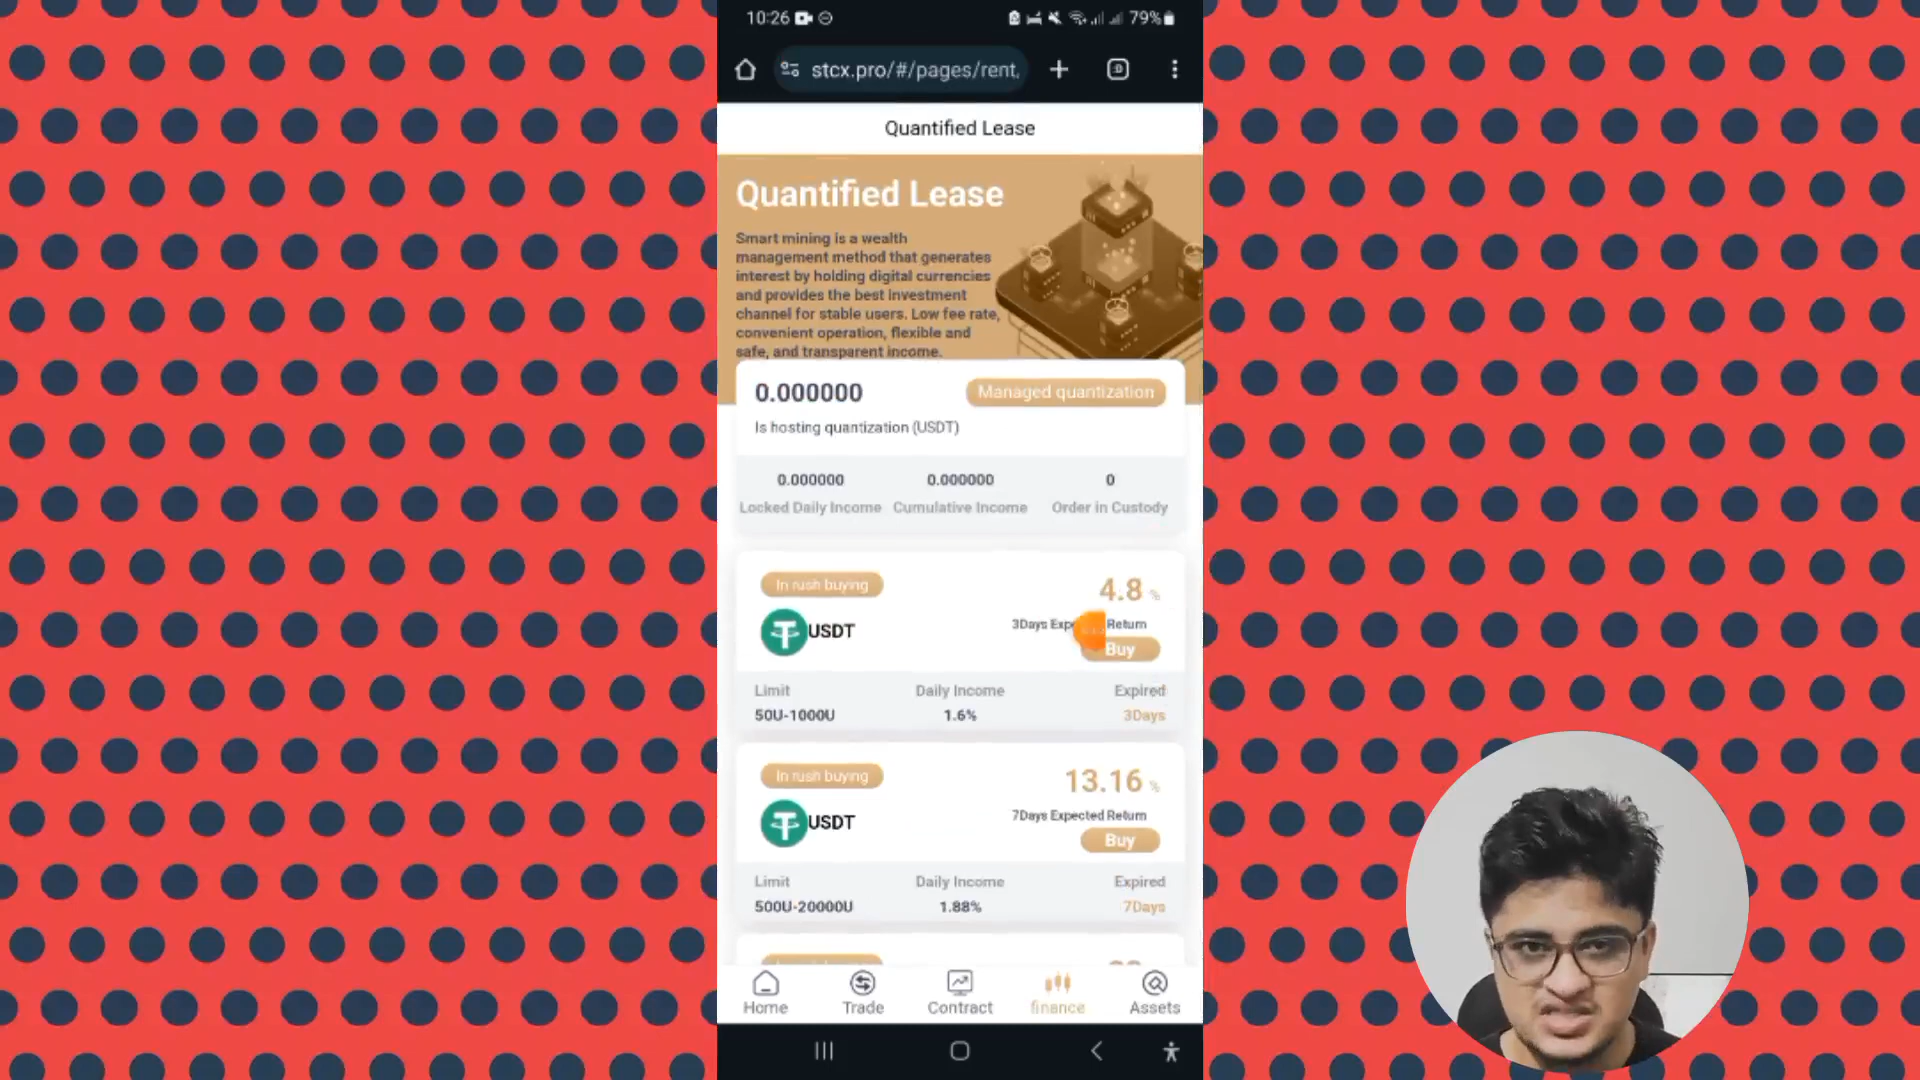 10:26
79%
stcx.pro/#/pages/rent,
Quantified Lease
Quantified Lease
Smart mining is a wealth
management method that generates
interest by holding digital currencies
and provides the best investment
channel for stable users. Low fee rate,
convenient operation, flexible and
safe, and transparent income.
0.000000
Managed quantization
Is hosting quantization (USDT)
0.000000 0.000000 0
Locked Daily Income Cumulative Income Order in Custody
In rush buying
4.8 %
USDT
3Days Return
Buy
Limit Daily Income Expired
50U-1000U 1.6% 3Days
In rush buying
13.16 %
USDT
7Days Expected Return
Buy
Limit Daily Income Expired
500U-20000U 1.88% 7Days
Home Trade Contract finance Assets